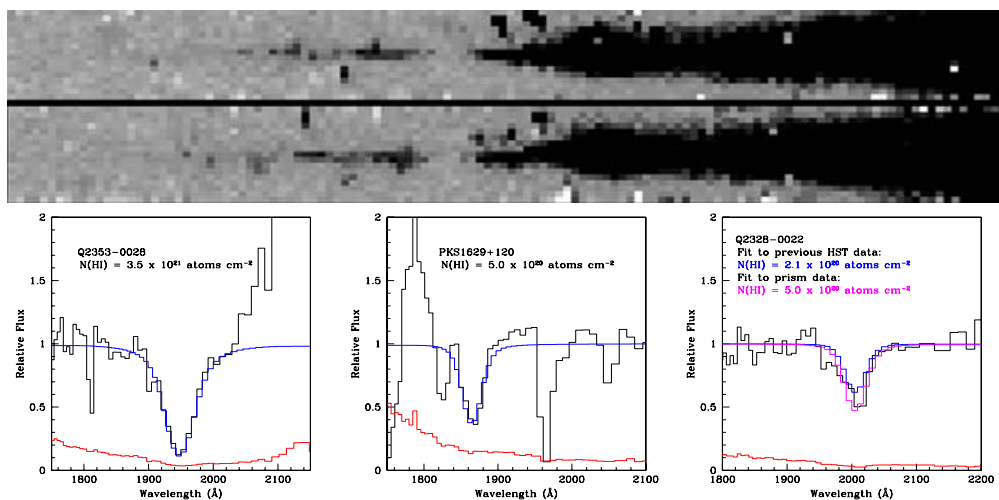 Q2353−0028
N(HI) = 3.5 x 10²¹ atoms cm⁻²
2
1.5
1
0.5
0
Relative Flux
1800 1900 2000 2100
Wavelength (Å)
PKS1629+120
N(HI) = 5.0 x 10²⁰ atoms cm⁻²
2
1.5
1
0.5
0
Relative Flux
1800 1900 2000 2100
Wavelength (Å)
Q2328−0022
Fit to previous HST data:
N(HI) = 2.1 x 10²⁰ atoms cm⁻²
Fit to prism data:
N(HI) = 5.0 x 10²⁰ atoms cm⁻²
2
1.5
1
0.5
0
Relative Flux
1800 1900 2000 2100 2200
Wavelength (Å)